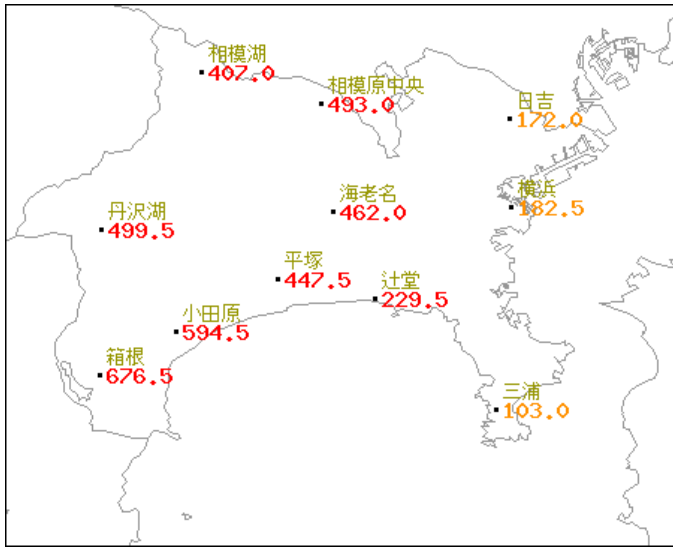 相模湖
407.0
相模原中央
493.0
日吉
172.0
海老名
462.0
横浜
182.5
丹沢湖
499.5
平塚
447.5
辻堂
229.5
小田原
594.5
箱根
676.5
三浦
103.0